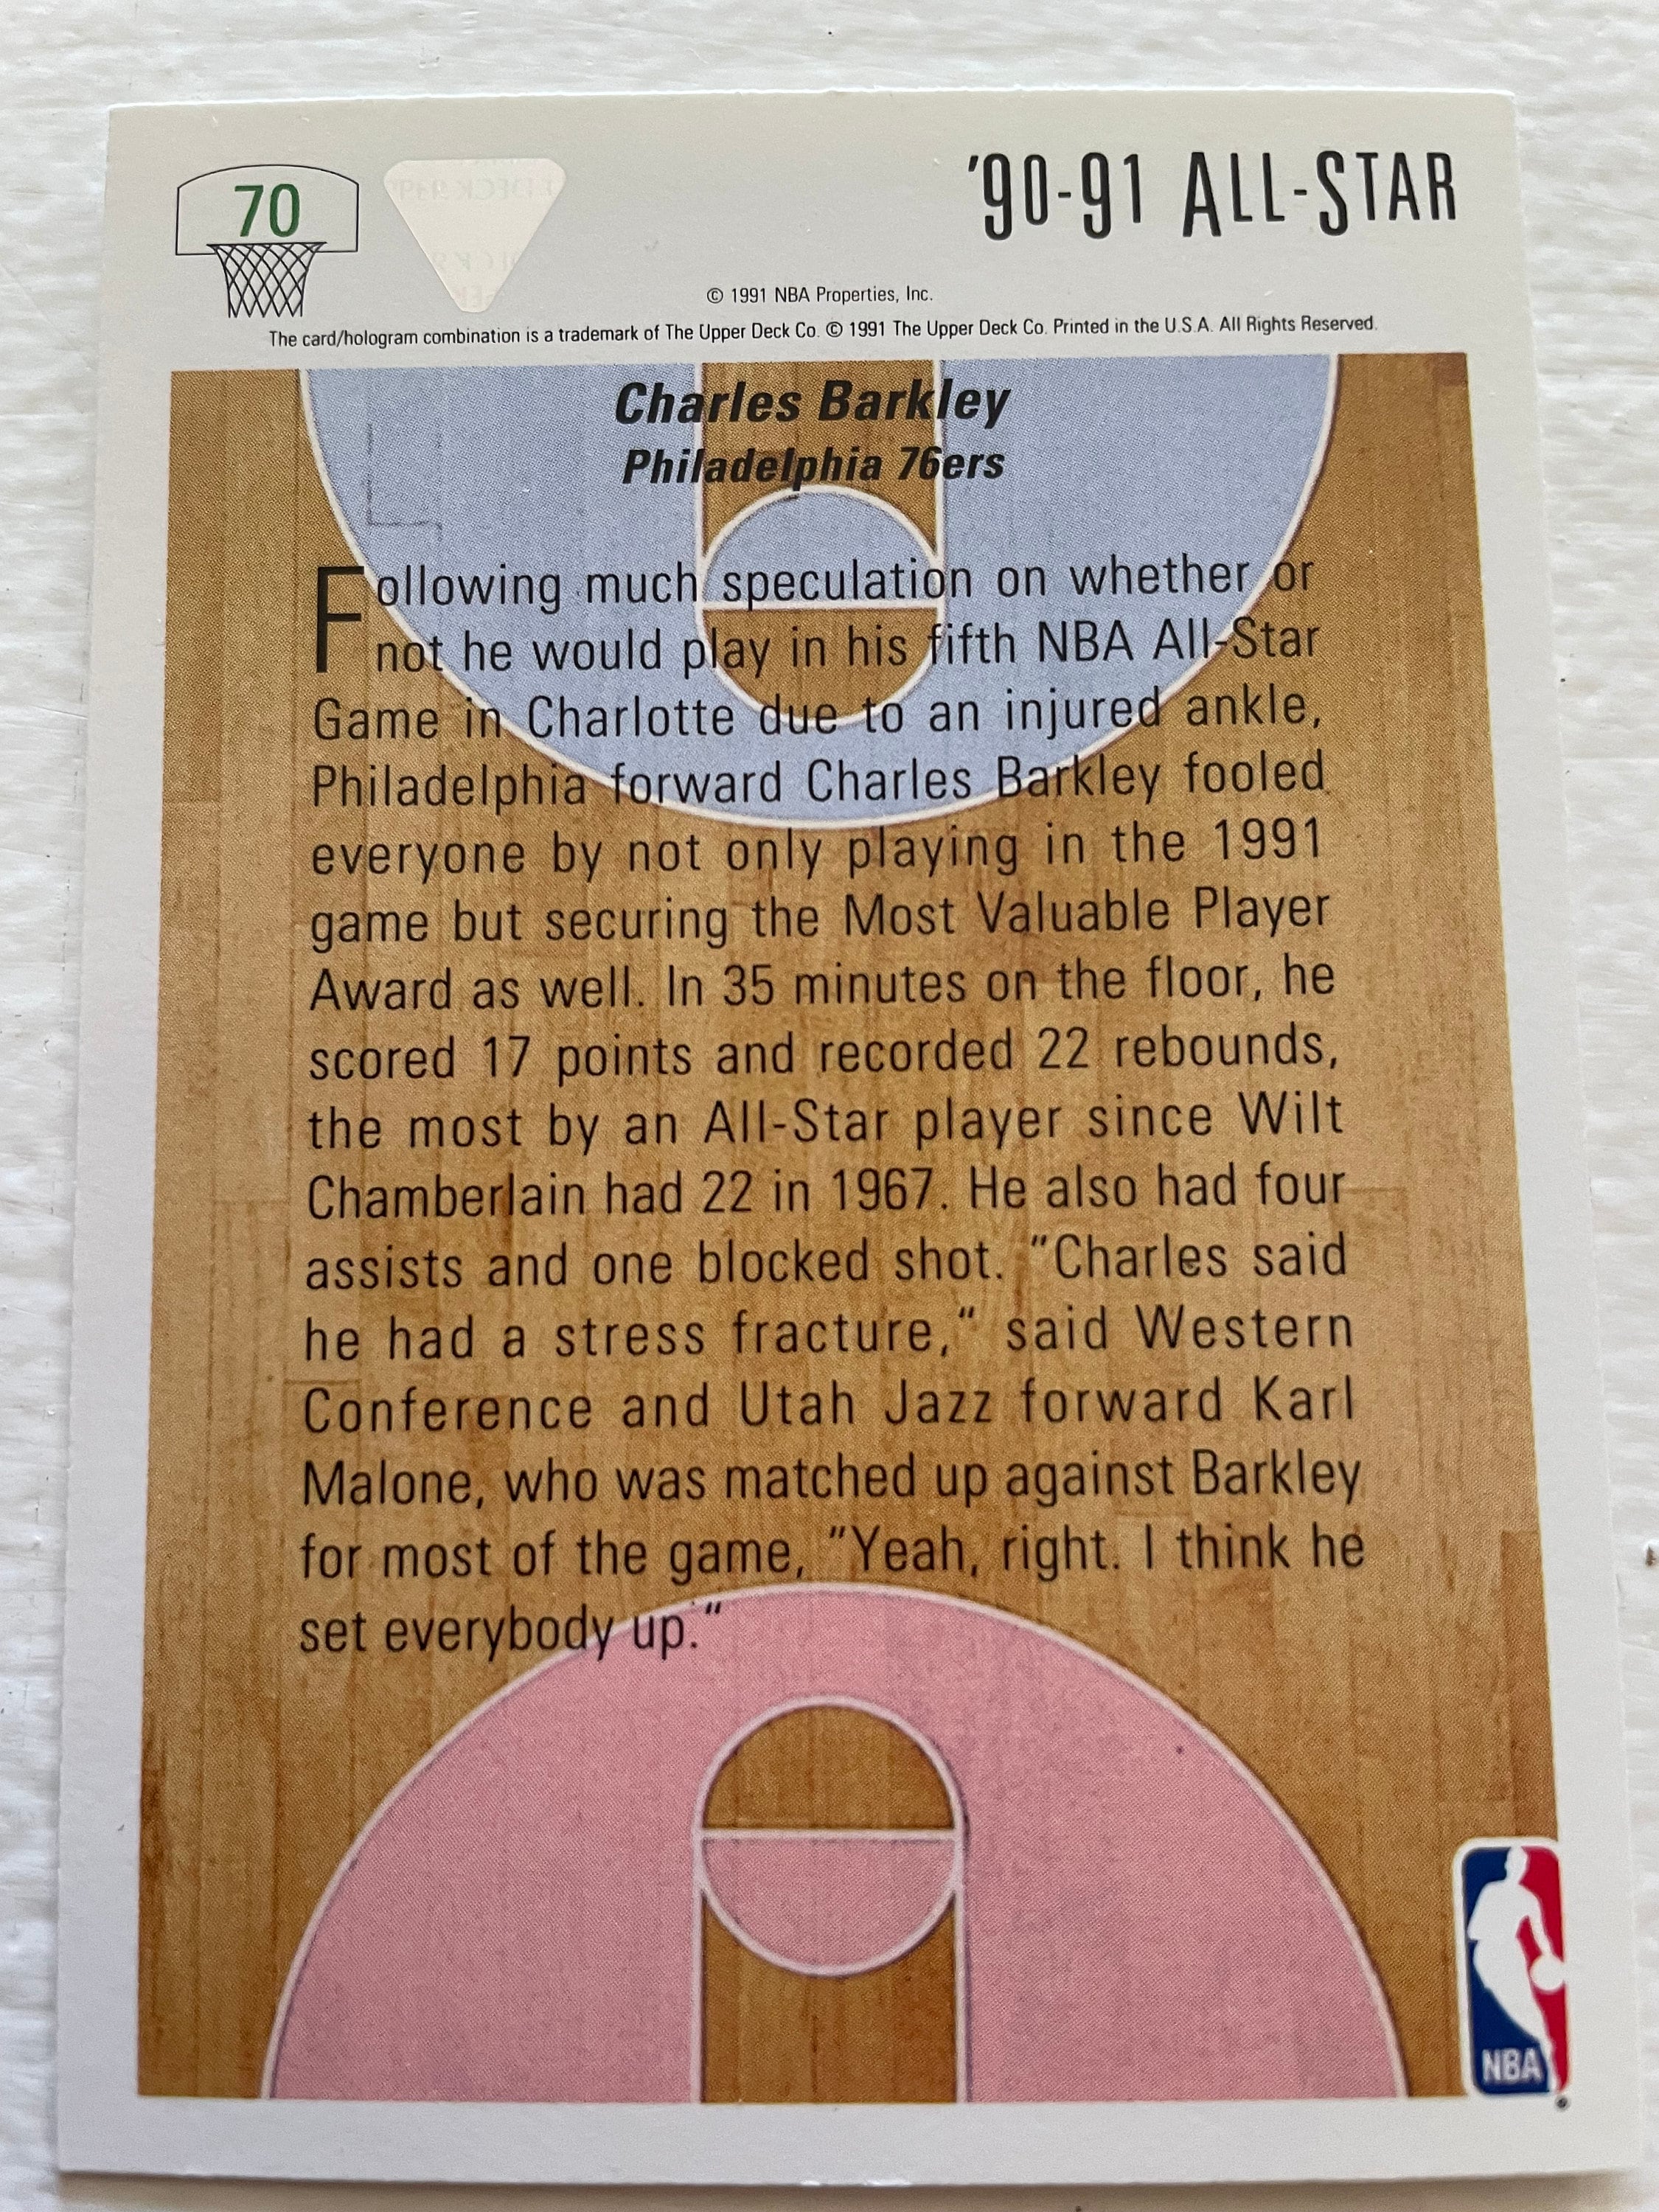 70
'90-91 ALL-STAR
© 1991 NBA Properties, Inc.
The card/hologram combination is a trademark of The Upper Deck Co. © 1991 The Upper Deck Co. Printed in the U.S.A. All Rights Reserved.
Charles Barkley
Philadelphia 76ers
Following much speculation on whether or
not he would play in his fifth NBA All-Star
Game in Charlotte due to an injured ankle,
Philadelphia forward Charles Barkley fooled
everyone by not only playing in the 1991
game but securing the Most Valuable Player
Award as well. In 35 minutes on the floor, he
scored 17 points and recorded 22 rebounds,
the most by an All-Star player since Wilt
Chamberlain had 22 in 1967. He also had four
assists and one blocked shot. "Charles said
he had a stress fracture," said Western
Conference and Utah Jazz forward Karl
Malone, who was matched up against Barkley
for most of the game, "Yeah, right. I think he
set everybody up."
NBA